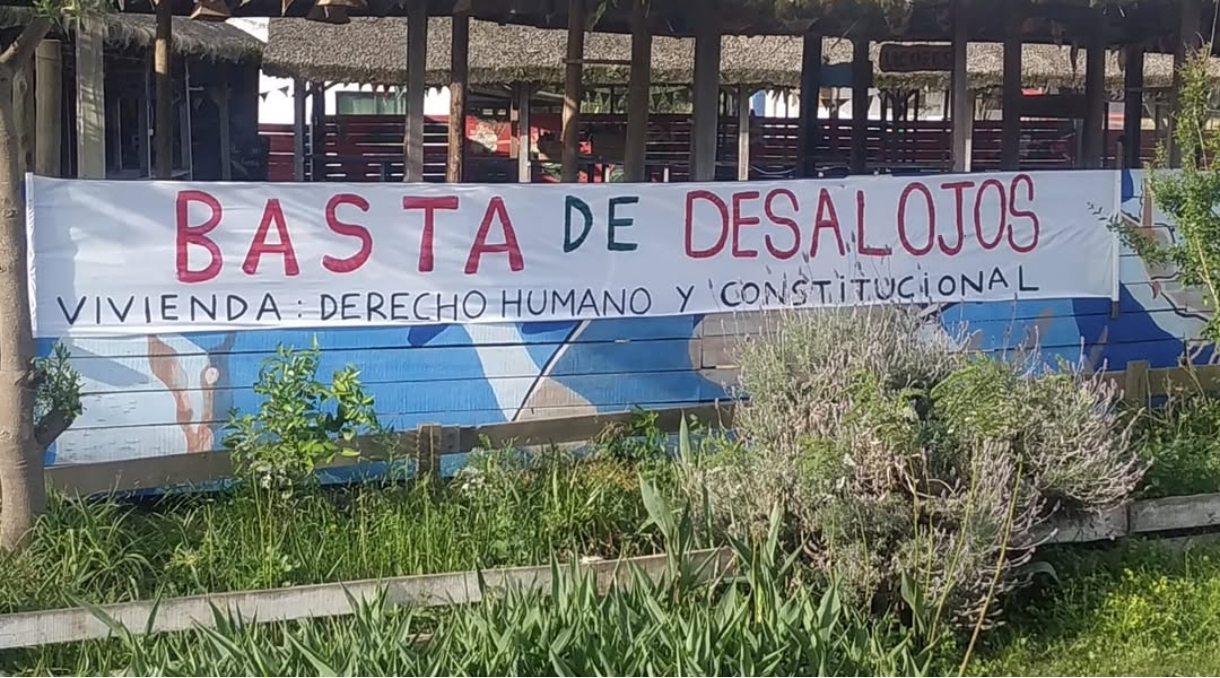 BASTA DE DESALOJOS
VIVIENDA: DERECHO HUMANO Y CONSTITUCIONAL